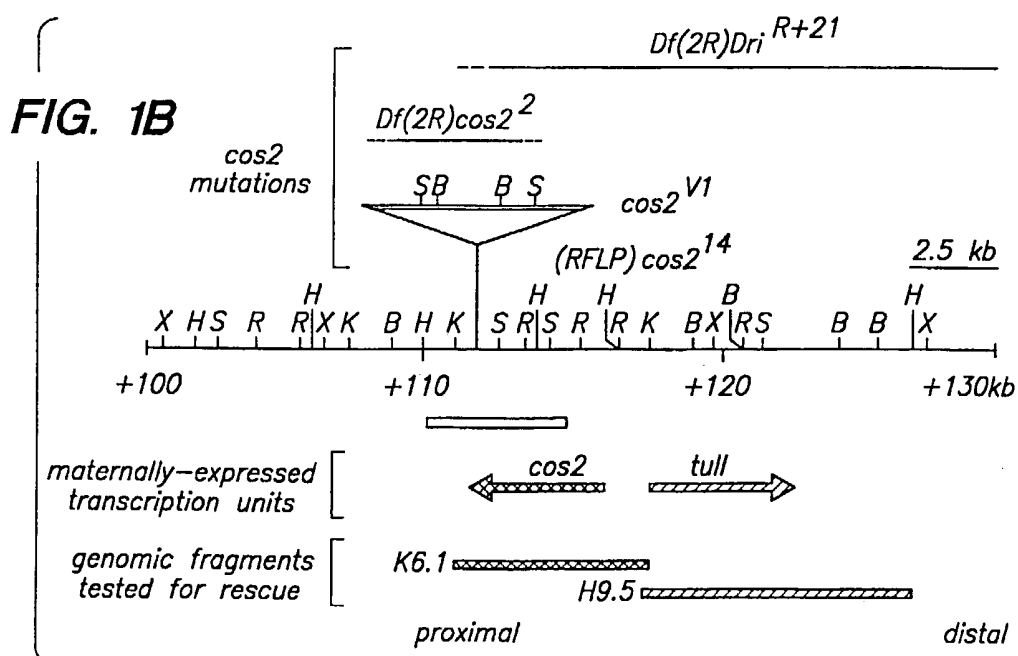 Df(2R)Dri R+21
FIG. 1B
Df(2R)cos2 2
cos2
mutations
S B B S
cos2 V1
(RFLP) cos2 14
2.5 kb
H H H B H
X H S R R X K B H K S R S R R K B X R S B B X
+100 +110 +120 +130kb
maternally-expressed
transcription units
cos2 tull
genomic fragments
tested for rescue
K6.1
H9.5
proximal distal